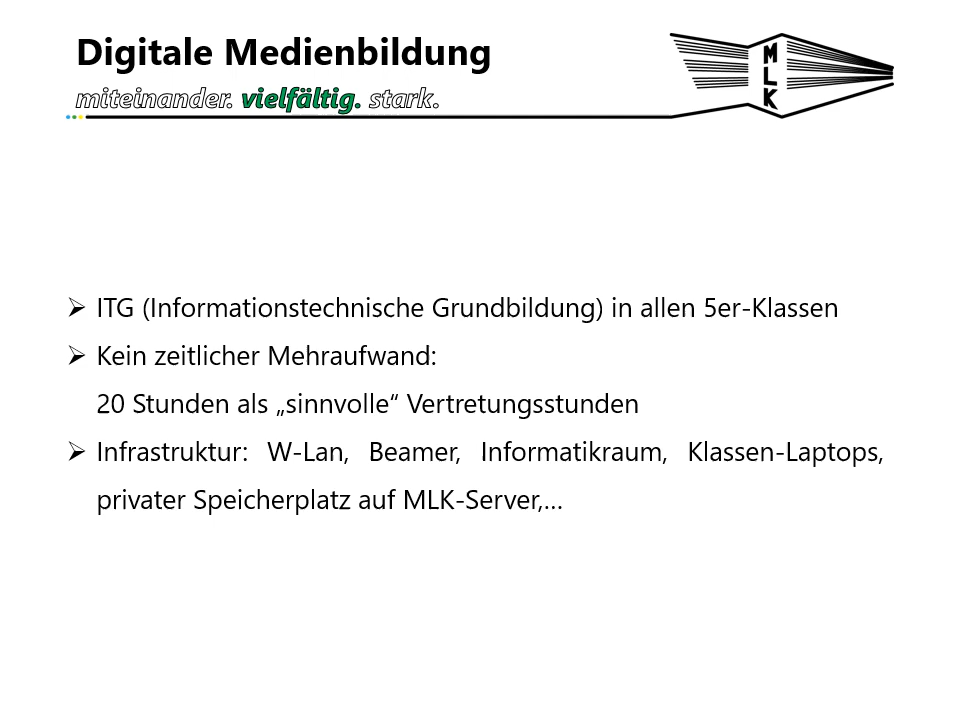 Digitale Medienbildung
miteinander. vielfältig. stark.
MLK
➢ ITG (Informationstechnische Grundbildung) in allen 5er-Klassen
➢ Kein zeitlicher Mehraufwand:
20 Stunden als „sinnvolle“ Vertretungsstunden
➢ Infrastruktur: W-Lan, Beamer, Informatikraum, Klassen-Laptops,
privater Speicherplatz auf MLK-Server,...